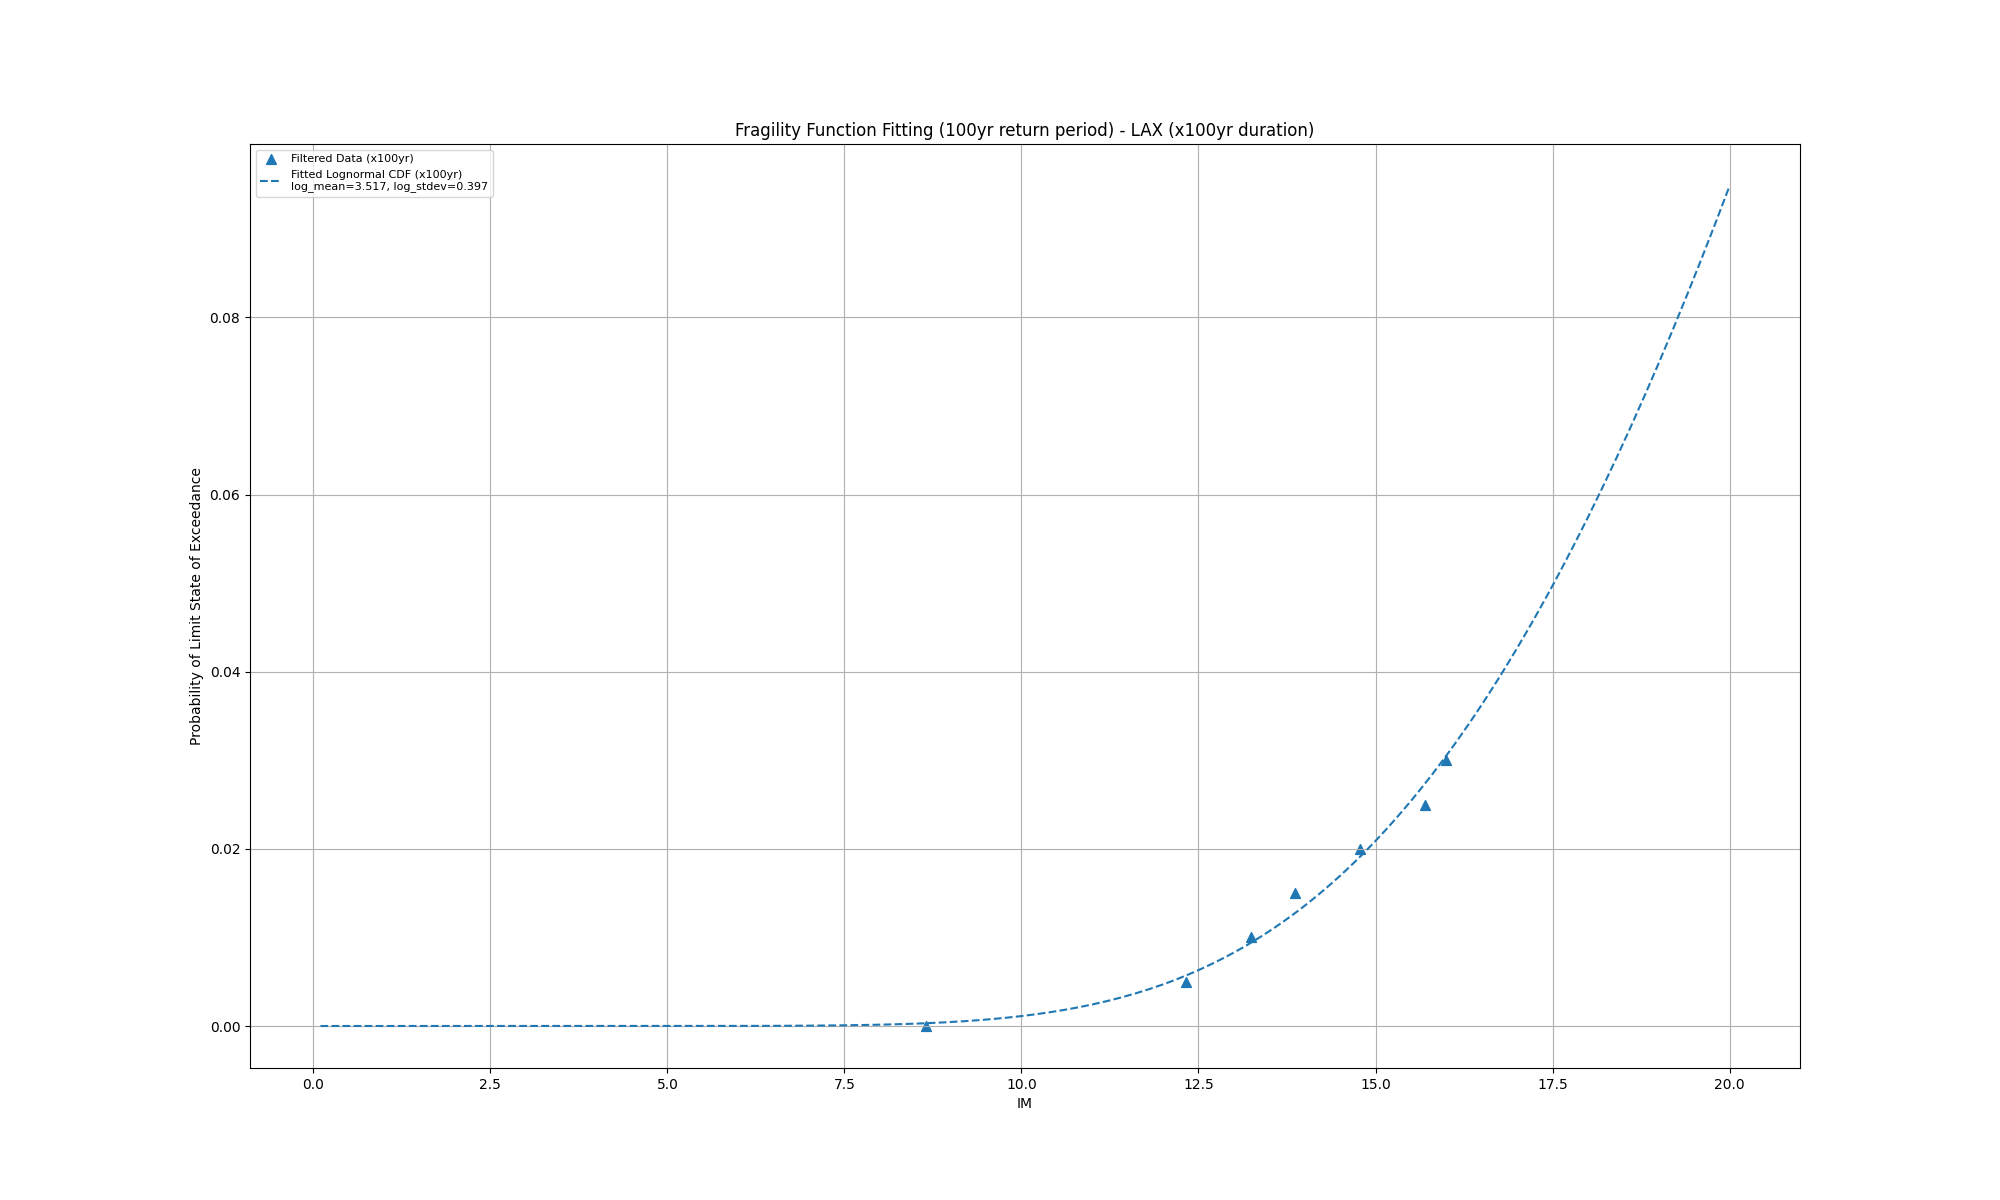 Fragility Function Fitting (100yr return period) - LAX (x100yr duration)
Filtered Data (x100yr)
Fitted Lognormal CDF (x100yr)
log_mean=3.517, log_stdev=0.397
Probability of Limit State of Exceedance
0.08
0.06
0.04
0.02
0.00
0.0 2.5 5.0 7.5 10.0 12.5 15.0 17.5 20.0
IM